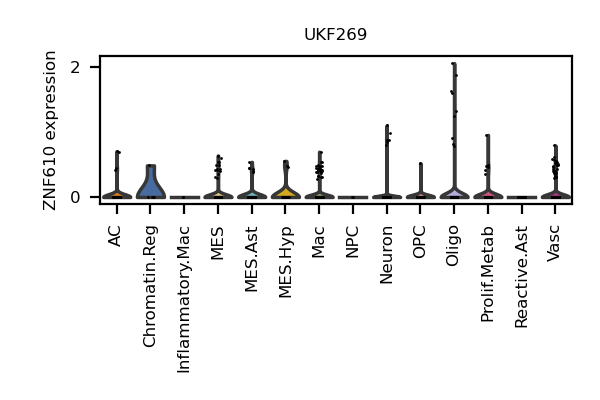 UKF269
ZNF610 expression
2
0
AC
Chromatin.Reg
Inflammatory.Mac
MES
MES.Ast
MES.Hyp
Mac
NPC
Neuron
OPC
Oligo
Prolif.Metab
Reactive.Ast
Vasc